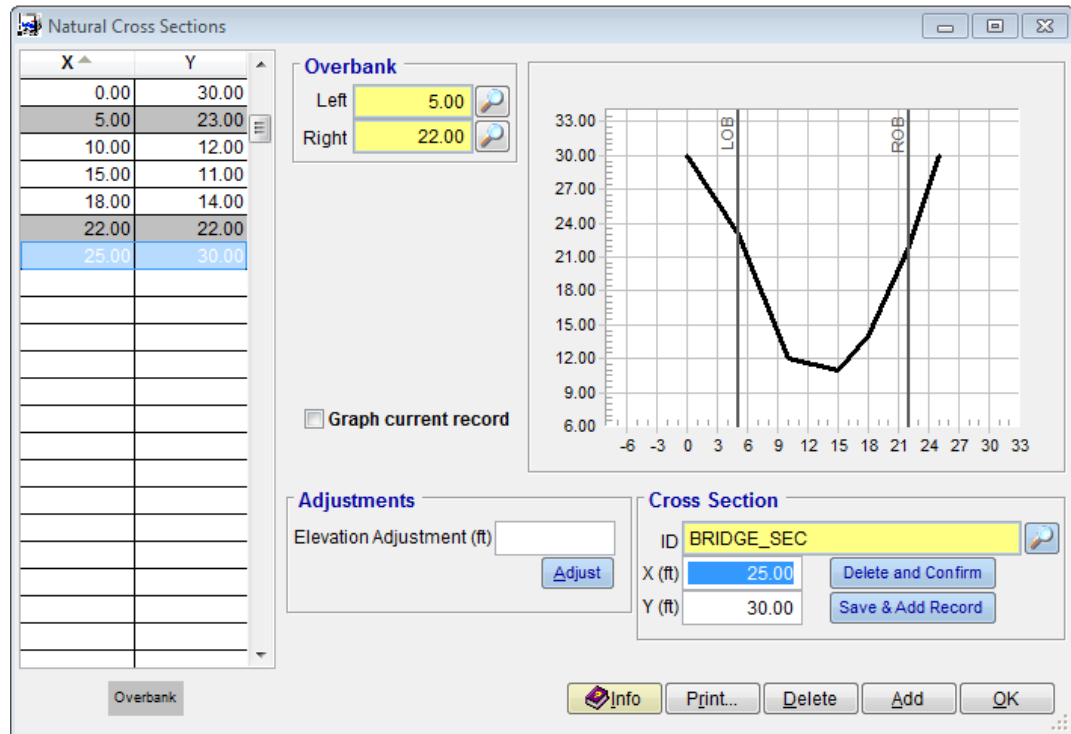 Natural Cross Sections
X Y
0.00 30.00
5.00 23.00
10.00 12.00
15.00 11.00
18.00 14.00
22.00 22.00
25.00 30.00
Overbank
Overbank
Left 5.00
Right 22.00
Graph current record
LOB ROB
33.00
30.00
27.00
24.00
21.00
18.00
15.00
12.00
9.00
6.00
-6 -3 0 3 6 9 12 15 18 21 24 27 30 33
Adjustments
Elevation Adjustment (ft)
Adjust
Cross Section
ID BRIDGE_SEC
X (ft) 25.00 Delete and Confirm
Y (ft) 30.00 Save & Add Record
Info Print... Delete Add OK